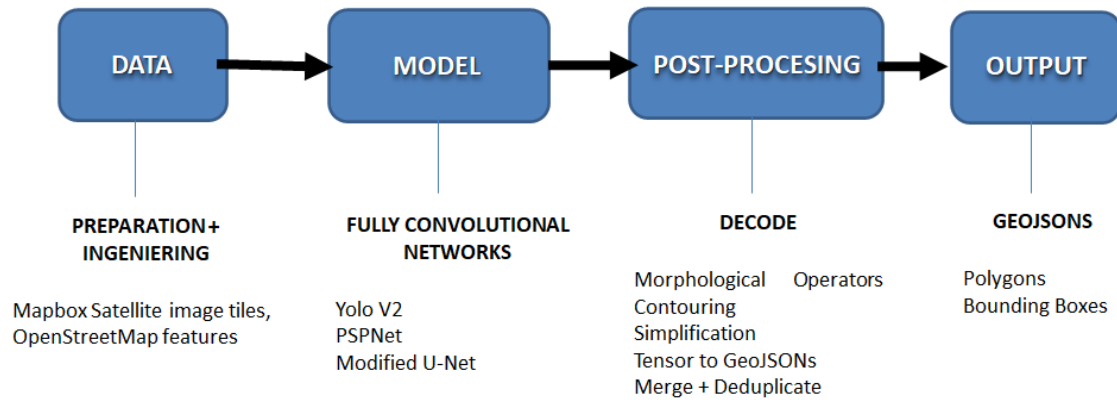 DATA
MODEL
POST-PROCESING
OUTPUT
PREPARATION+
INGENIERING
Mapbox Satellite image tiles,
OpenStreetMap features
FULLY CONVOLUTIONAL
NETWORKS
Yolo V2
PSPNet
Modified U-Net
DECODE
Morphological Operators
Contouring
Simplification
Tensor to GeoJSONs
Merge + Deduplicate
GEOJSONS
Polygons
Bounding Boxes